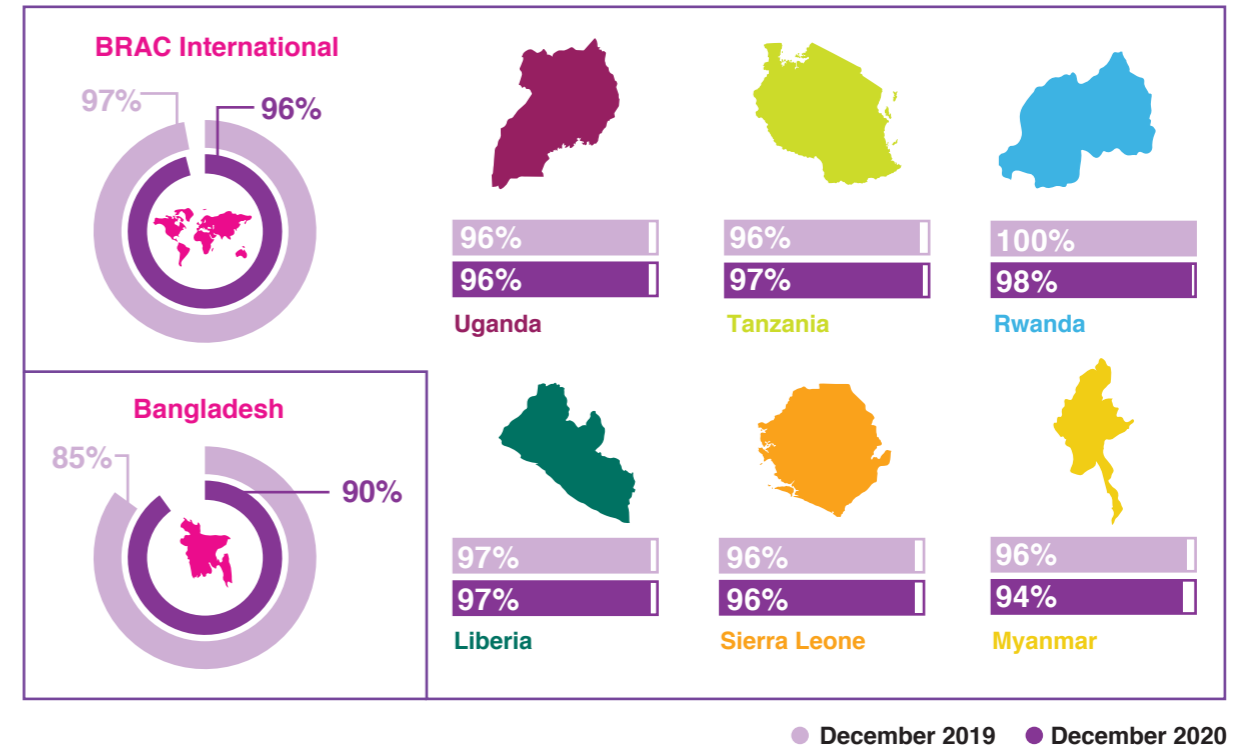 BRAC International
97%
96%
96%
96%
Uganda
96%
97%
Tanzania
100%
98%
Rwanda
Bangladesh
85%
90%
97%
97%
Liberia
96%
96%
Sierra Leone
96%
94%
Myanmar
December 2019
December 2020